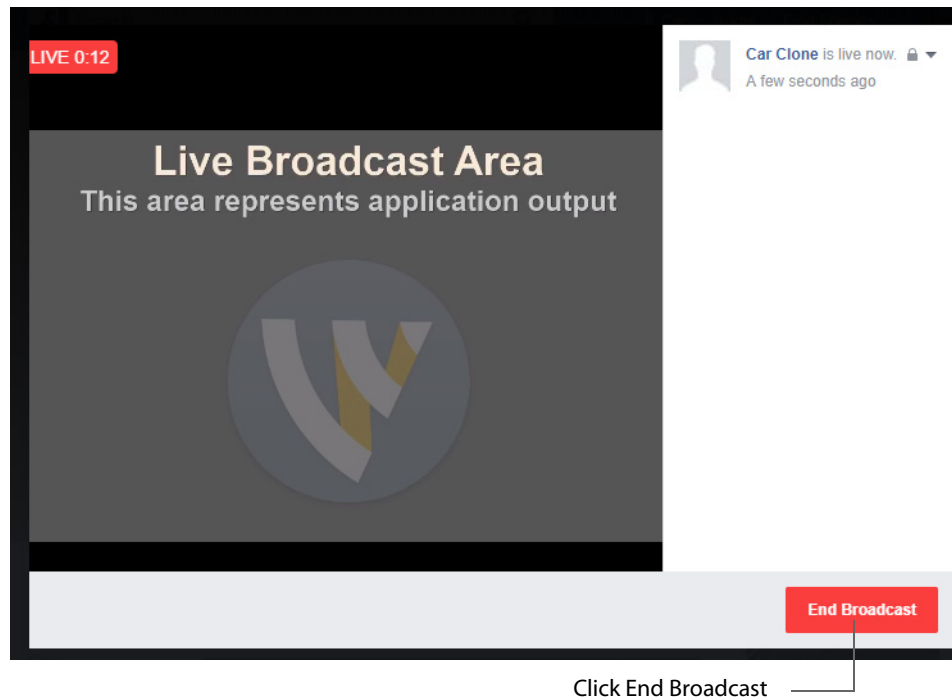 LIVE 0:12
Car Clone is live now.
A few seconds ago
Live Broadcast Area
This area represents application output
End Broadcast
Click End Broadcast